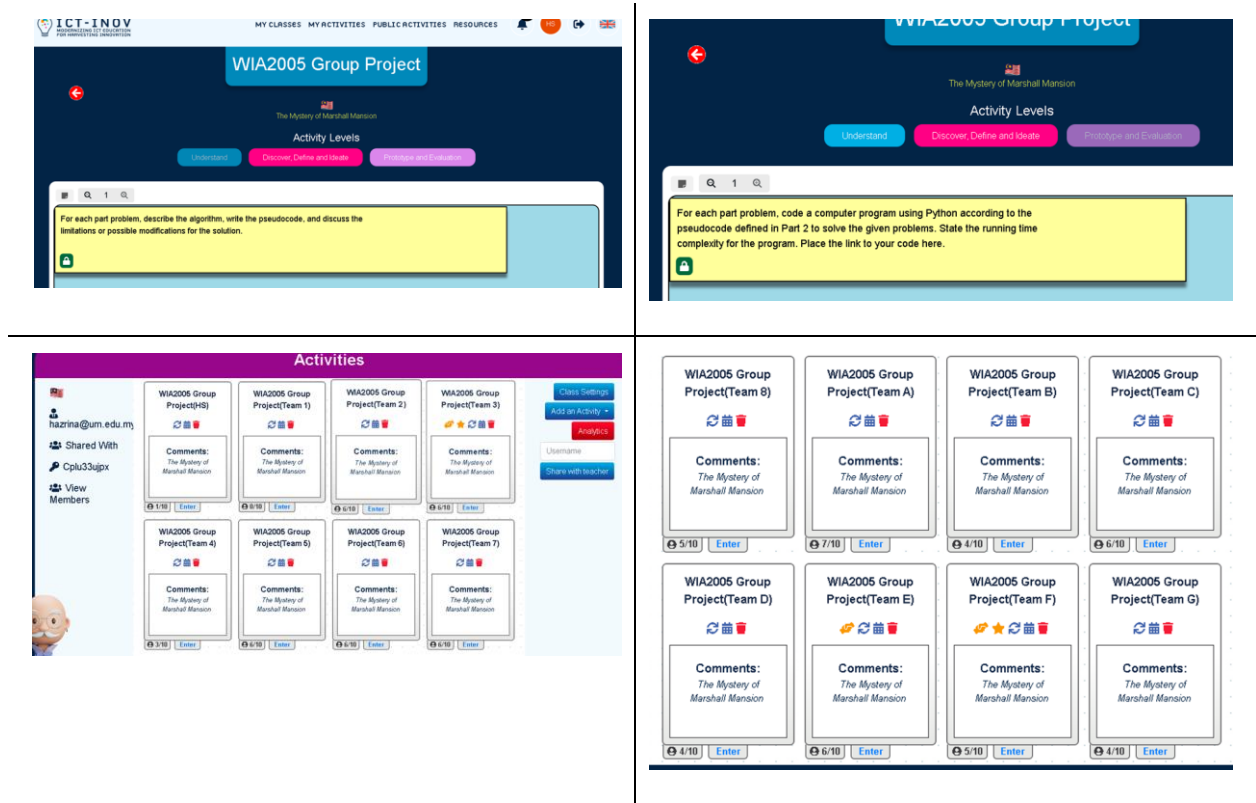 ICT-INOV
MODERNIZING ICT EDUCATION
FOR HARVESTING INNOVATION
MY CLASSES MY ACTIVITIES PUBLIC ACTIVITIES RESOURCES
HS
WIA2005 Group Project
The Mystery of Marshall Mansion
Activity Levels
Understand Discover, Define and Ideate Prototype and Evaluation
1
For each part problem, describe the algorithm, write the pseudocode, and discuss the
limitations or possible modifications for the solution.
WIA2005 Group Project
The Mystery of Marshall Mansion
Activity Levels
Understand Discover, Define and Ideate Prototype and Evaluation
1
For each part problem, code a computer program using Python according to the
pseudocode defined in Part 2 to solve the given problems. State the running time
complexity for the program. Place the link to your code here.
Activities
hazrina@um.edu.my
Shared With
Cplu33ujpx
View
Members
WIA2005 Group
Project(HS)
Comments:
The Mystery of
Marshall Mansion
1/10 Enter
WIA2005 Group
Project(Team 1)
Comments:
The Mystery of
Marshall Mansion
8/10 Enter
WIA2005 Group
Project(Team 2)
Comments:
The Mystery of
Marshall Mansion
6/10 Enter
WIA2005 Group
Project(Team 3)
Comments:
The Mystery of
Marshall Mansion
6/10 Enter
WIA2005 Group
Project(Team 4)
Comments:
The Mystery of
Marshall Mansion
3/10 Enter
WIA2005 Group
Project(Team 5)
Comments:
The Mystery of
Marshall Mansion
6/10 Enter
WIA2005 Group
Project(Team 6)
Comments:
The Mystery of
Marshall Mansion
6/10 Enter
WIA2005 Group
Project(Team 7)
Comments:
The Mystery of
Marshall Mansion
6/10 Enter
Class Settings
Add an Activity
Analytics
Username
Share with teacher
WIA2005 Group
Project(Team 8)
Comments:
The Mystery of
Marshall Mansion
5/10 Enter
WIA2005 Group
Project(Team A)
Comments:
The Mystery of
Marshall Mansion
7/10 Enter
WIA2005 Group
Project(Team B)
Comments:
The Mystery of
Marshall Mansion
4/10 Enter
WIA2005 Group
Project(Team C)
Comments:
The Mystery of
Marshall Mansion
6/10 Enter
WIA2005 Group
Project(Team D)
Comments:
The Mystery of
Marshall Mansion
4/10 Enter
WIA2005 Group
Project(Team E)
Comments:
The Mystery of
Marshall Mansion
6/10 Enter
WIA2005 Group
Project(Team F)
Comments:
The Mystery of
Marshall Mansion
5/10 Enter
WIA2005 Group
Project(Team G)
Comments:
The Mystery of
Marshall Mansion
4/10 Enter